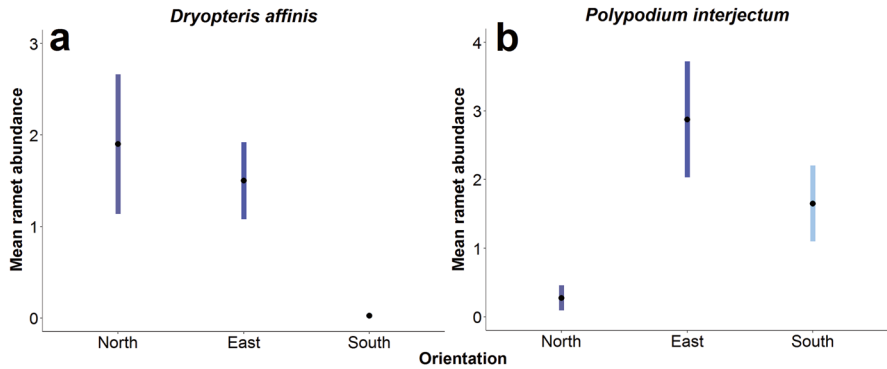 a
Dryopteris affinis
Mean ramet abundance
3
2
1
0
North East South
b
Polypodium interjectum
Mean ramet abundance
4
3
2
1
0
North East South
Orientation